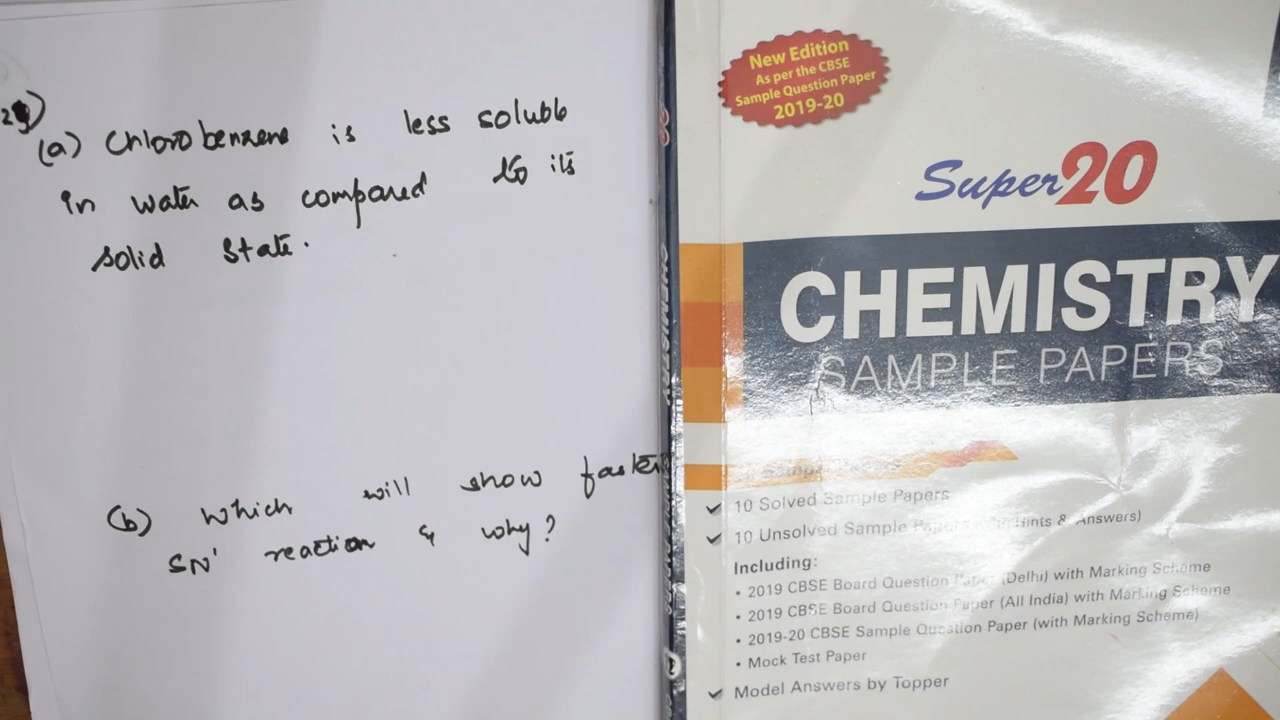 (a) Chlorobenzene is less soluble
in water as compared to its
solid state.
(b) which will show faster
SN' reaction & why?
New Edition
As per the CBSE
Sample Question Paper
2019-20
Super20
CHEMISTRY
SAMPLE PAPERS
10 Solved Sample Papers
10 Unsolved Sample Papers (with Hints & Answers)
Including:
• 2019 CBSE Board Question Paper (Delhi) with Marking Scheme
• 2019 CBSE Board Question Paper (All India) with Marking Scheme
• 2019-20 CBSE Sample Question Paper (with Marking Scheme)
• Mock Test Paper
Model Answers by Topper
CHEMISTRY